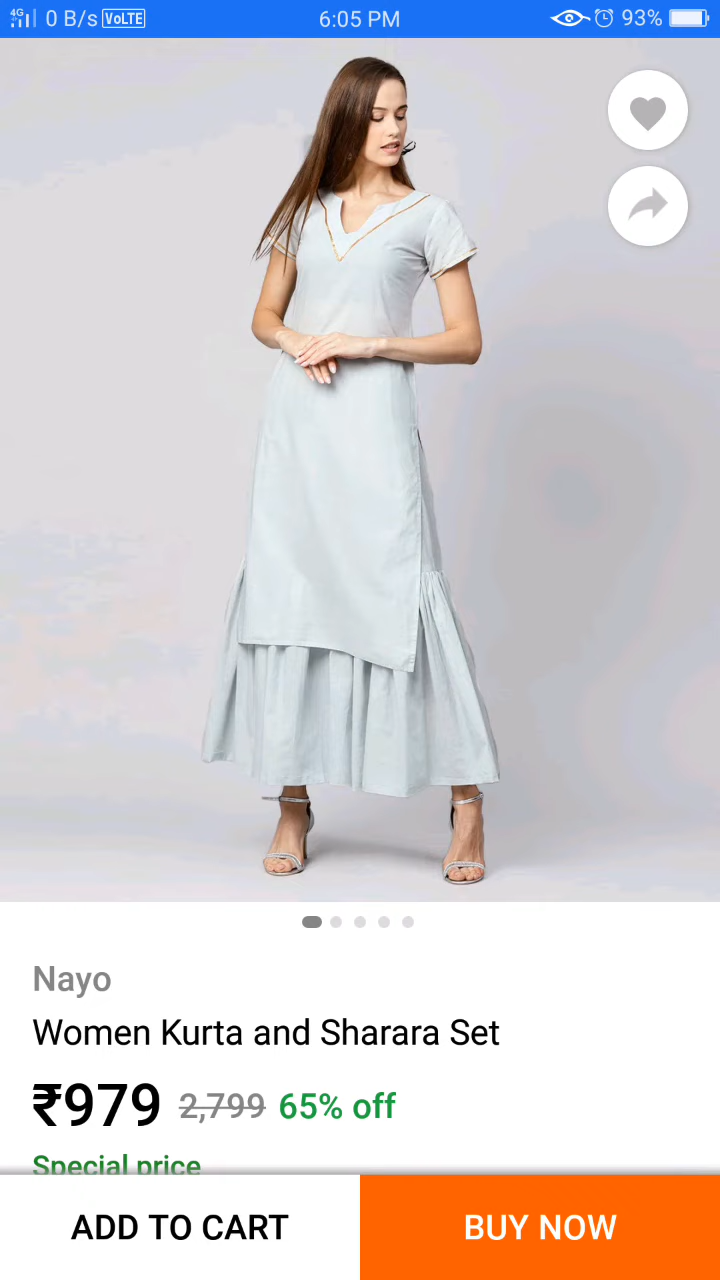 4G 0 B/s VoLTE 6:05 PM 93%
Nayo
Women Kurta and Sharara Set
₹979 2,799 65% off
Special price
ADD TO CART BUY NOW